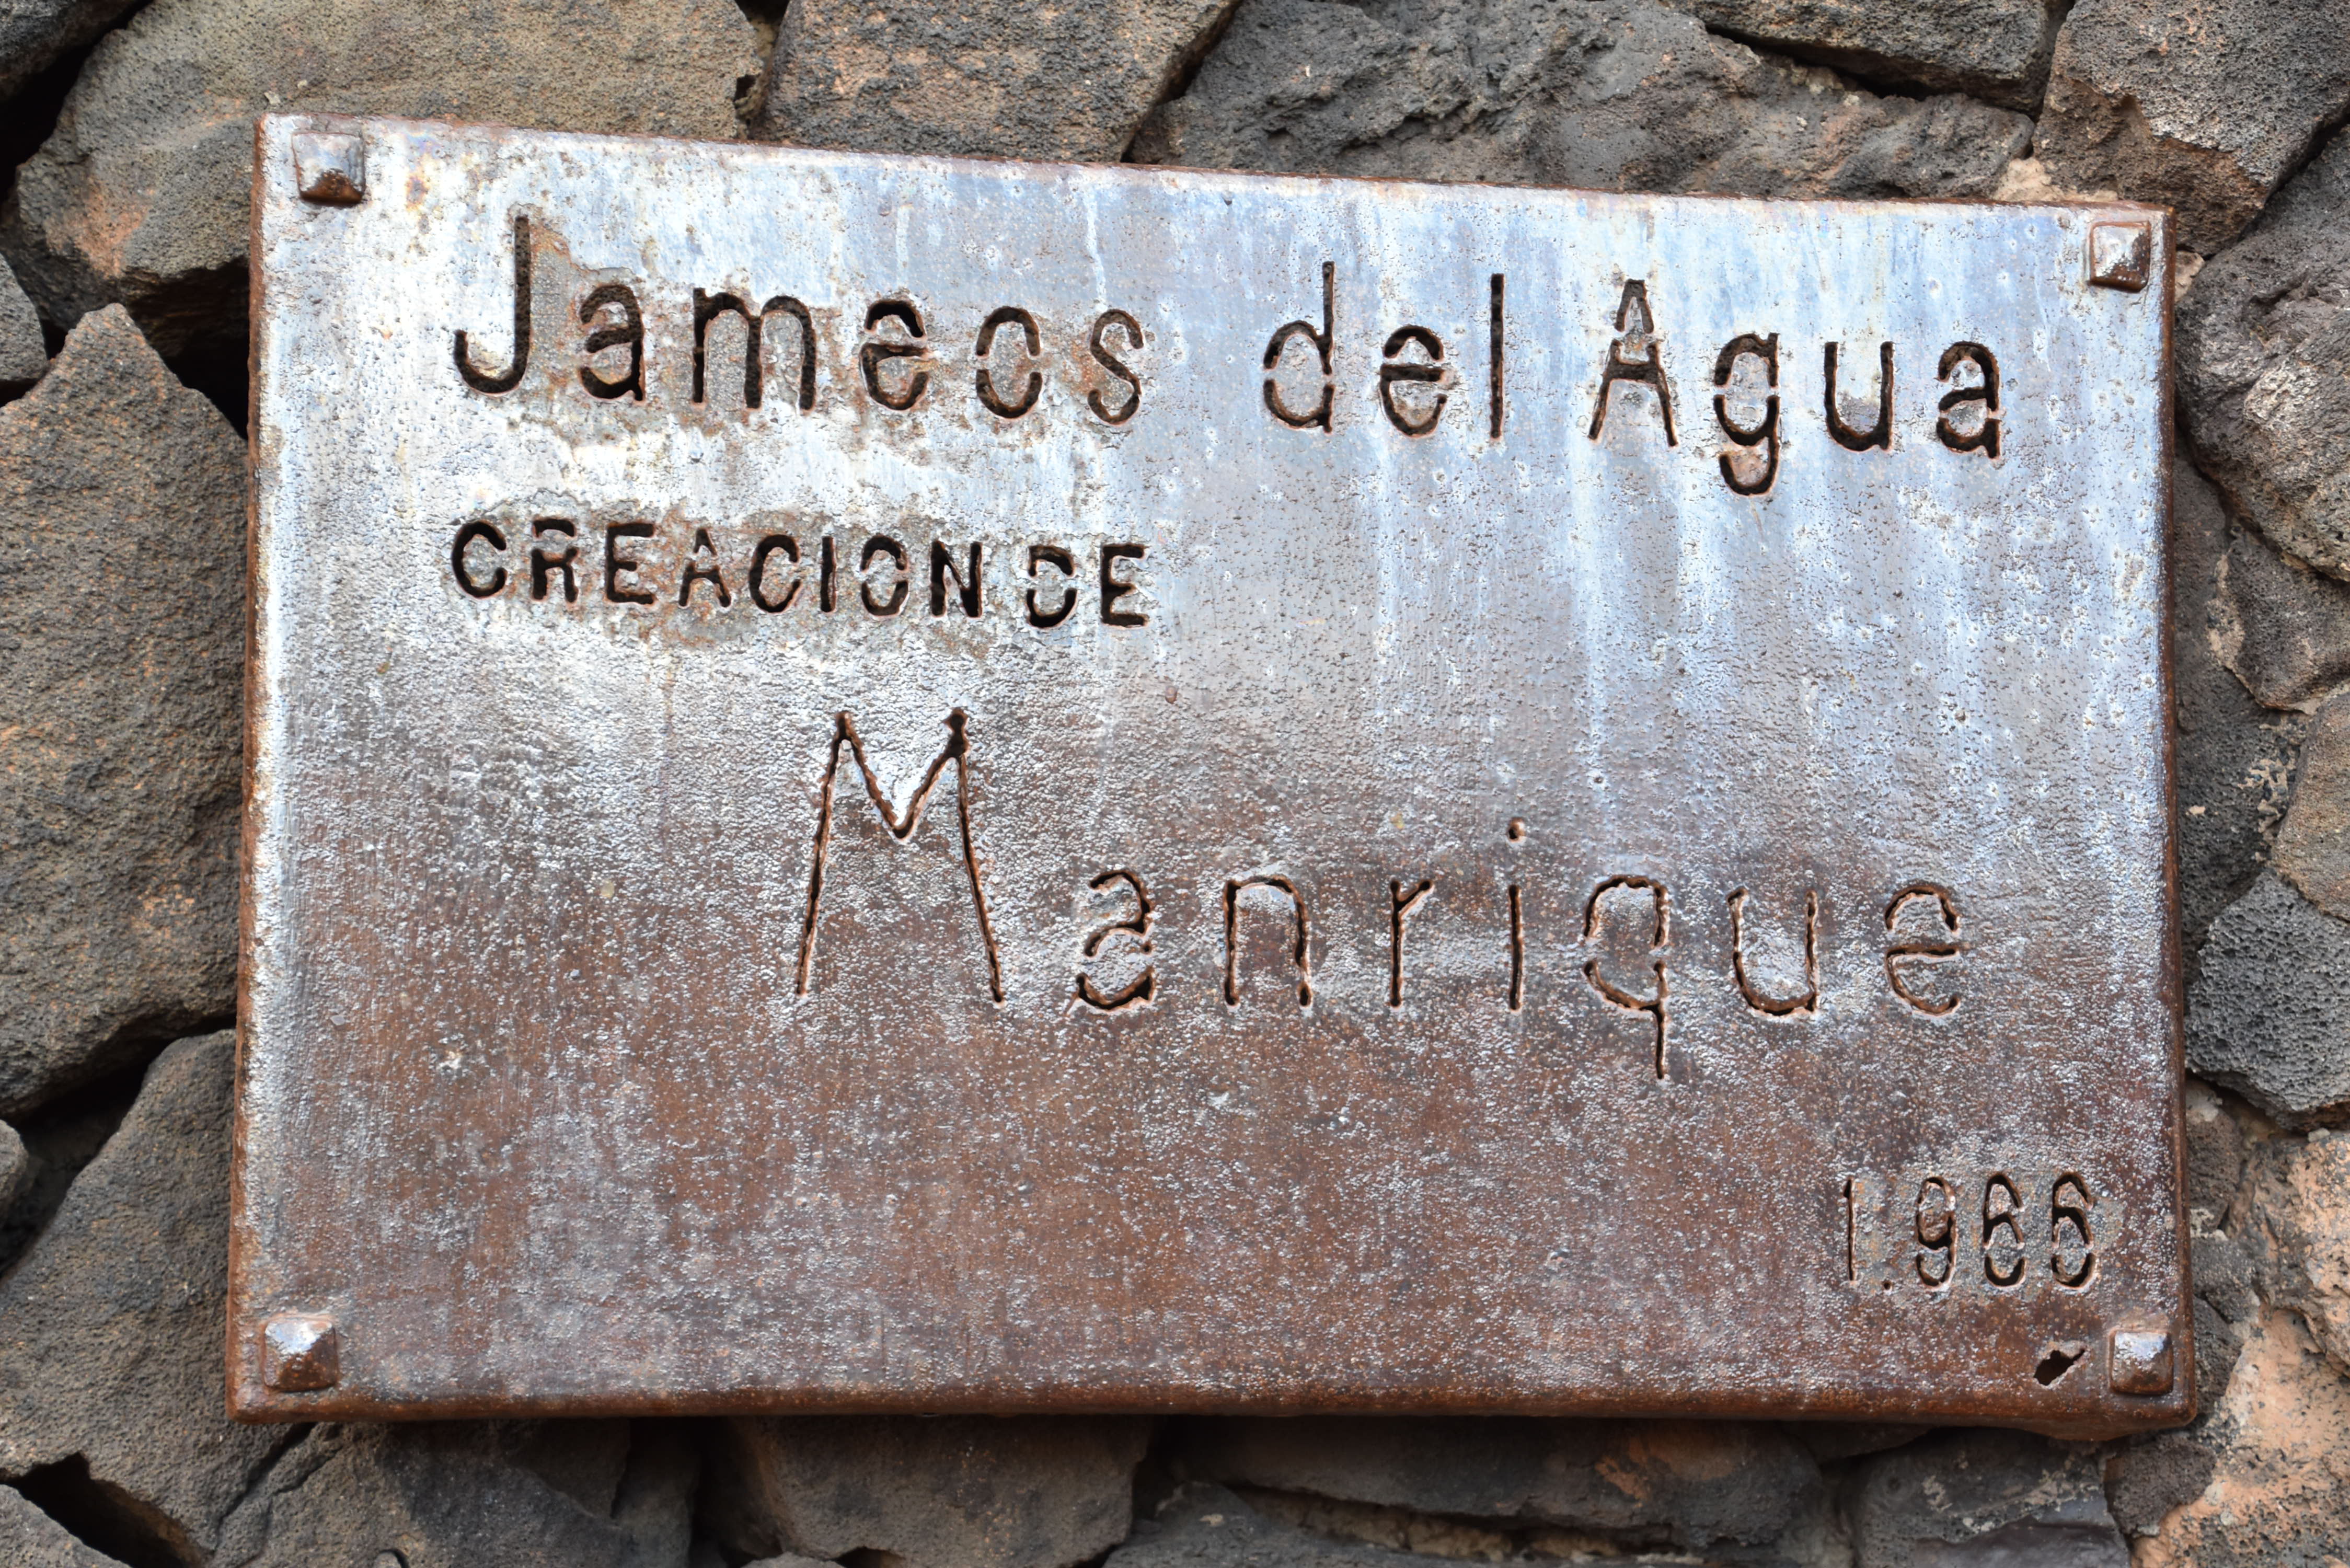 Jameos del Agua
CREACION DE
Manrique
1.966